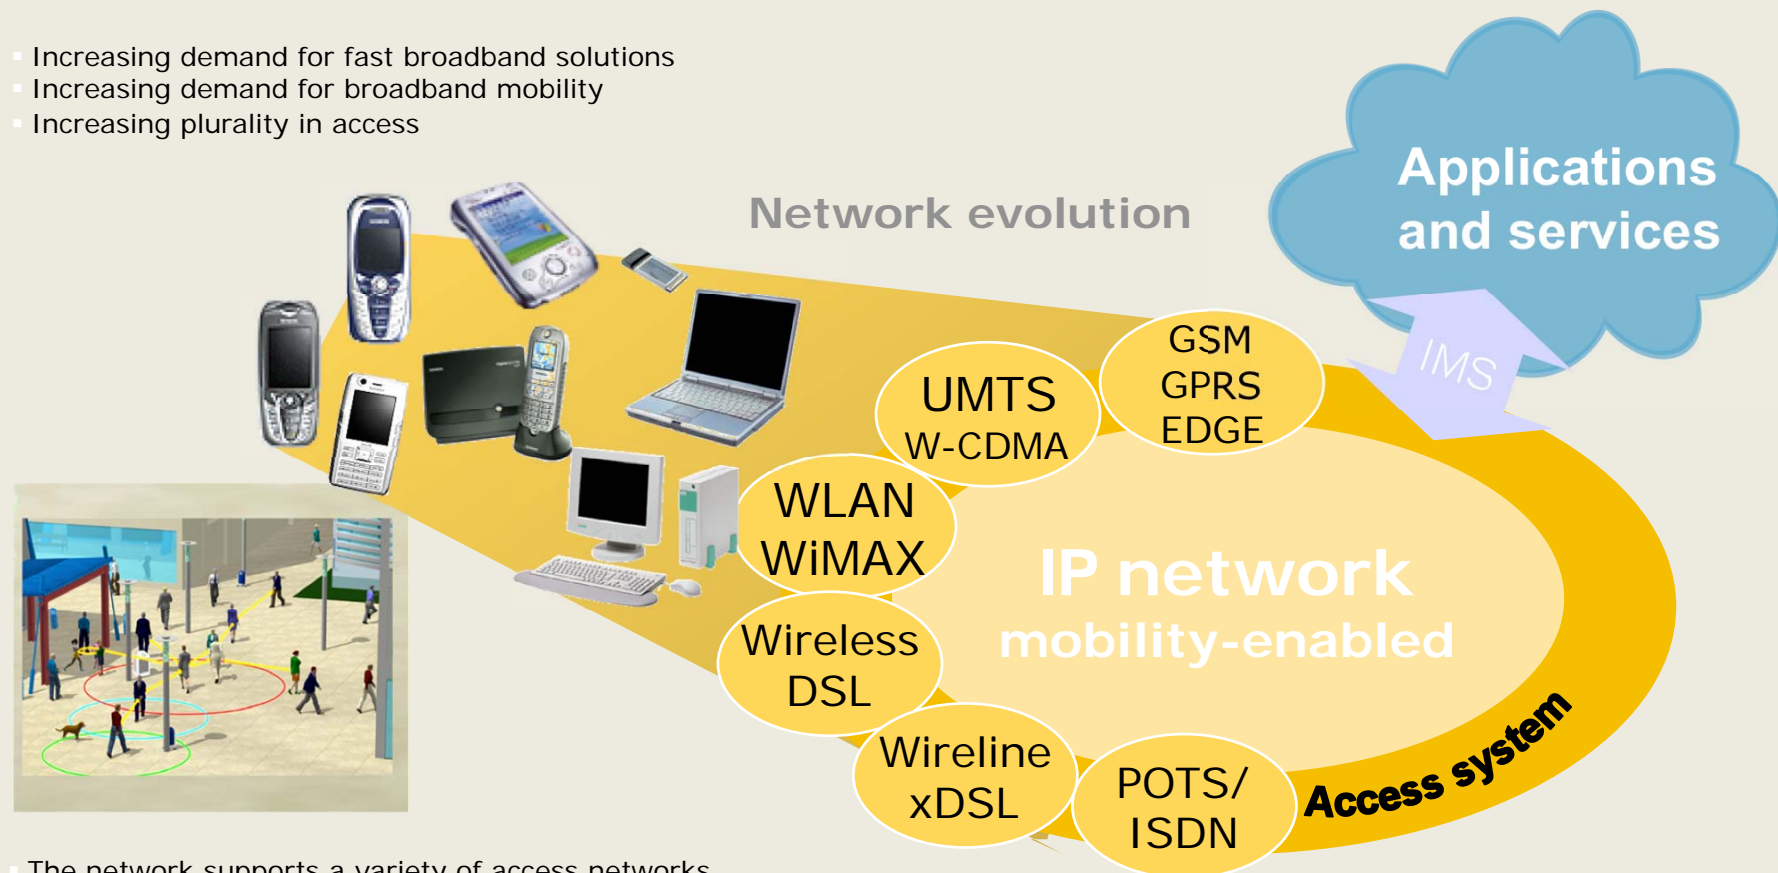 Increasing demand for fast broadband solutions
Increasing demand for broadband mobility
Increasing plurality in access
Network evolution
Applications
and services
IMS
GSM
GPRS
EDGE
UMTS
W-CDMA
WLAN
WiMAX
IP network
mobility-enabled
Wireless
DSL
Wireline
xDSL
POTS/
ISDN
Access system
The network supports a variety of access networks